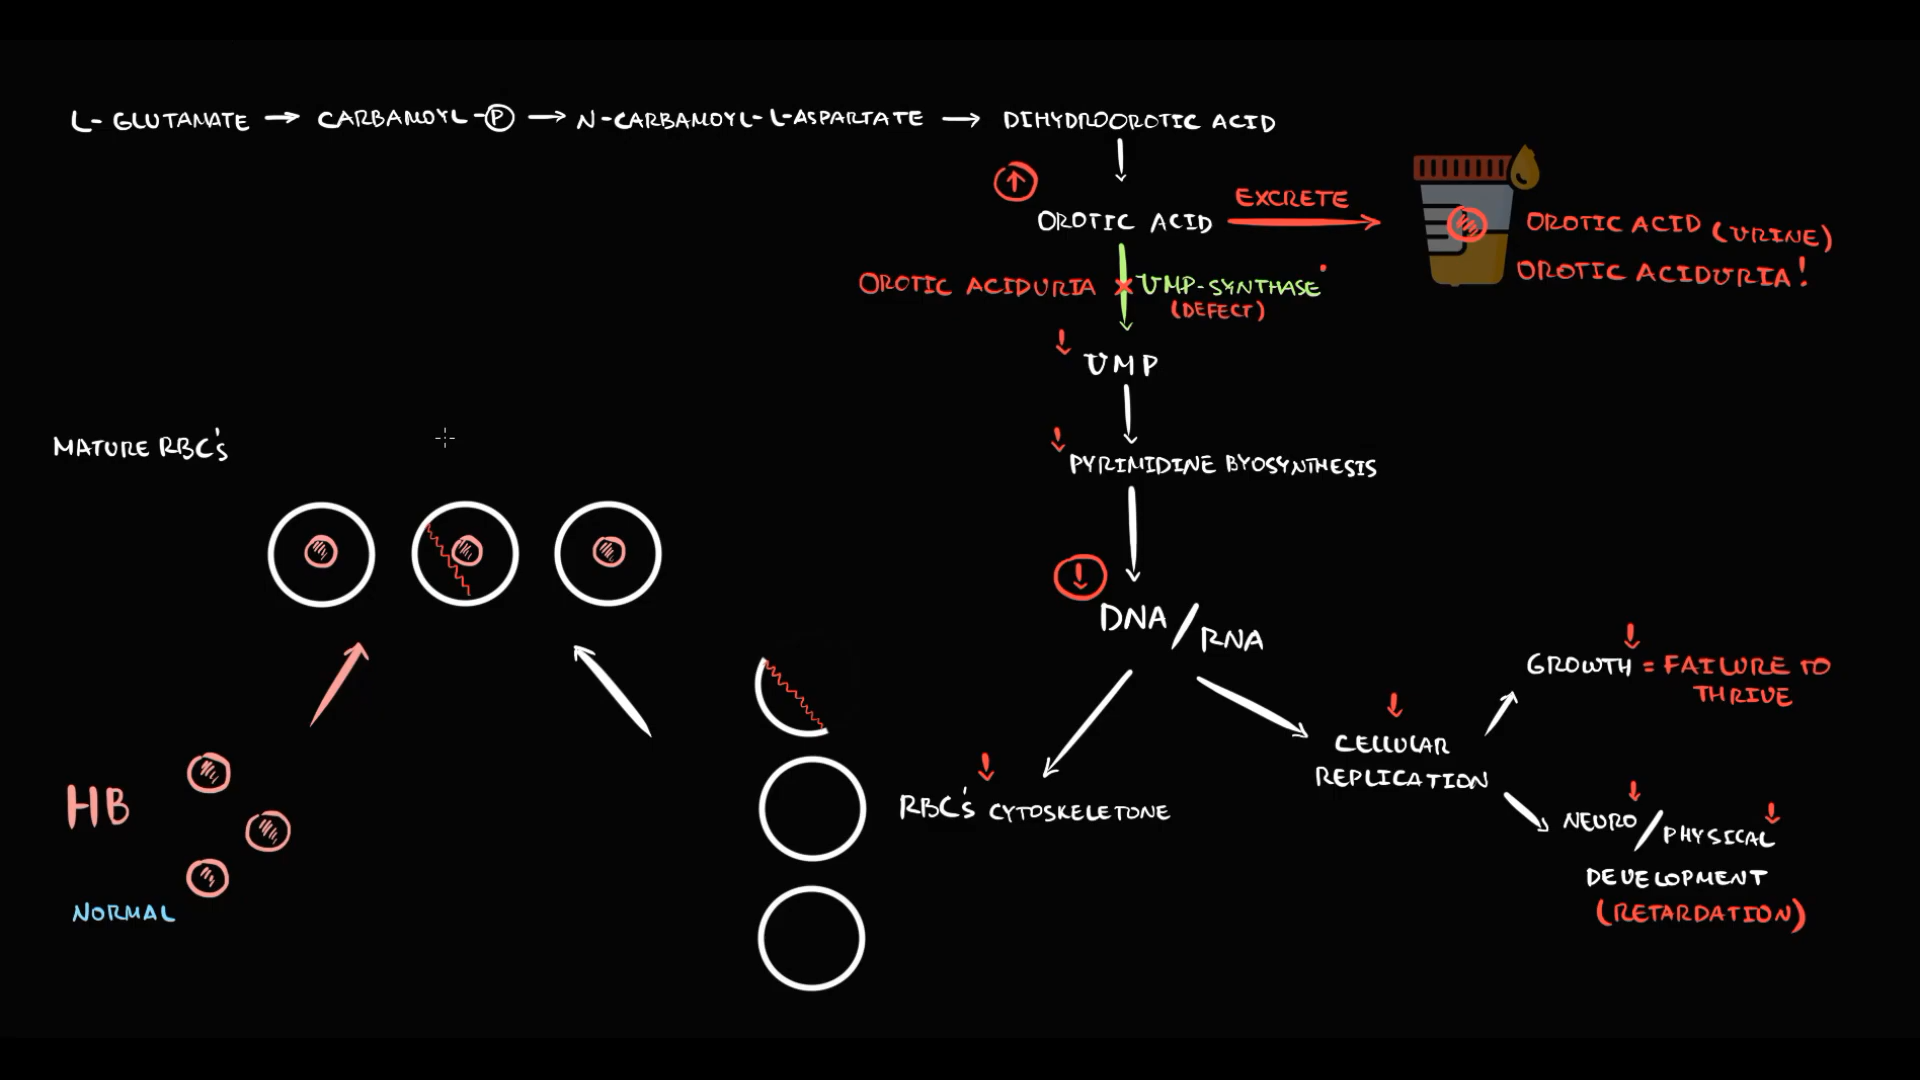 L- GLUTAMATE → CARBAMOYL-Ⓟ → N-CARBAMOYL-L-ASPARTATE → DIHYDROOROTIC ACID
↑
OROTIC ACID
EXCRETE
OROTIC ACID (URINE)
OROTIC ACIDURIA!
OROTIC ACIDURIA × UMP-SYNTHASE
(DEFECT)
↓ UMP
↓ PYRIMIDINE BYOSYNTHESIS
↓ DNA/RNA
MATURE RBC's
HB
NORMAL
↓ RBC's CYTOSKELETONE
↓ CELLULAR
REPLICATION
↓ GROWTH = FAILURE TO
THRIVE
↓ NEURO/PHYSICAL ↓
DEVELOPMENT
(RETARDATION)